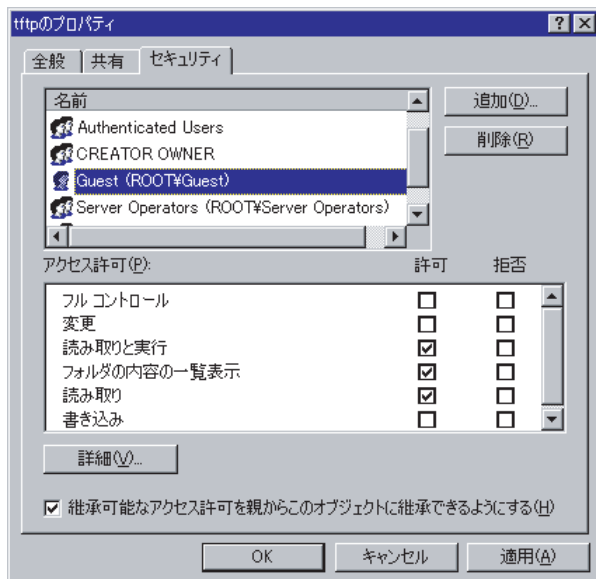 tftpのプロパティ
全般 共有 セキュリティ
名前
Authenticated Users
CREATOR OWNER
Guest (ROOT¥Guest)
Server Operators (ROOT¥Server Operators)
追加(D)...
削除(R)
アクセス許可(P): 許可 拒否
フル コントロール
変更
読み取りと実行
フォルダの内容の一覧表示
読み取り
書き込み
詳細(V)...
継承可能なアクセス許可を親からこのオブジェクトに継承できるようにする(H)
OK キャンセル 適用(A)